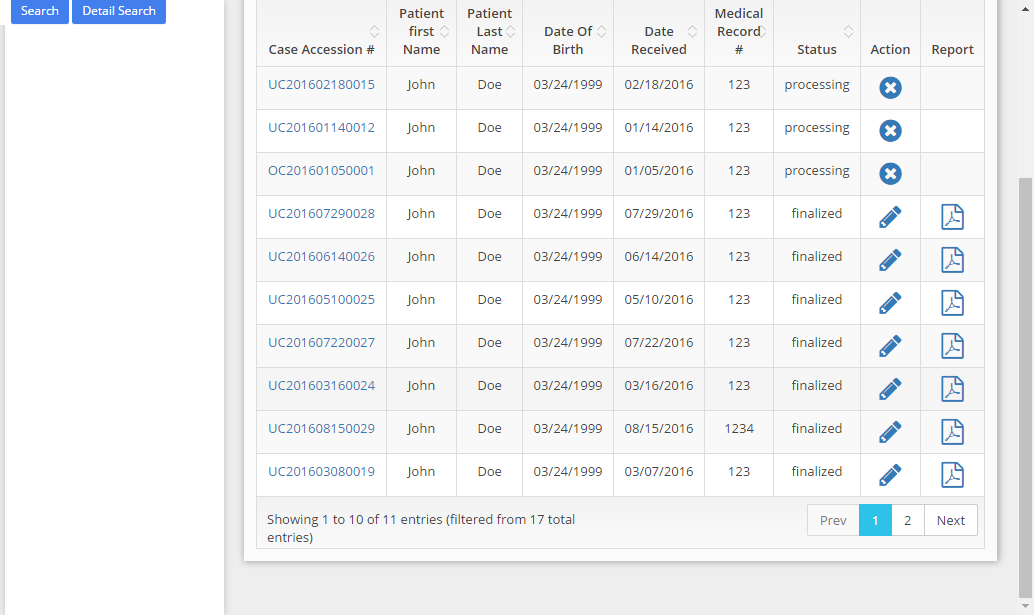 Search Detail Search
Patient Patient Medical
first Last Date Of Date Record
Case Accession # Name Name Birth Received # Status Action Report
UC201602180015 John Doe 03/24/1999 02/18/2016 123 processing
UC201601140012 John Doe 03/24/1999 01/14/2016 123 processing
OC201601050001 John Doe 03/24/1999 01/05/2016 123 processing
UC201607290028 John Doe 03/24/1999 07/29/2016 123 finalized
UC201606140026 John Doe 03/24/1999 06/14/2016 123 finalized
UC201605100025 John Doe 03/24/1999 05/10/2016 123 finalized
UC201607220027 John Doe 03/24/1999 07/22/2016 123 finalized
UC201603160024 John Doe 03/24/1999 03/16/2016 123 finalized
UC201608150029 John Doe 03/24/1999 08/15/2016 1234 finalized
UC201603080019 John Doe 03/24/1999 03/07/2016 123 finalized
Showing 1 to 10 of 11 entries (filtered from 17 total
entries)
Prev 1 2 Next